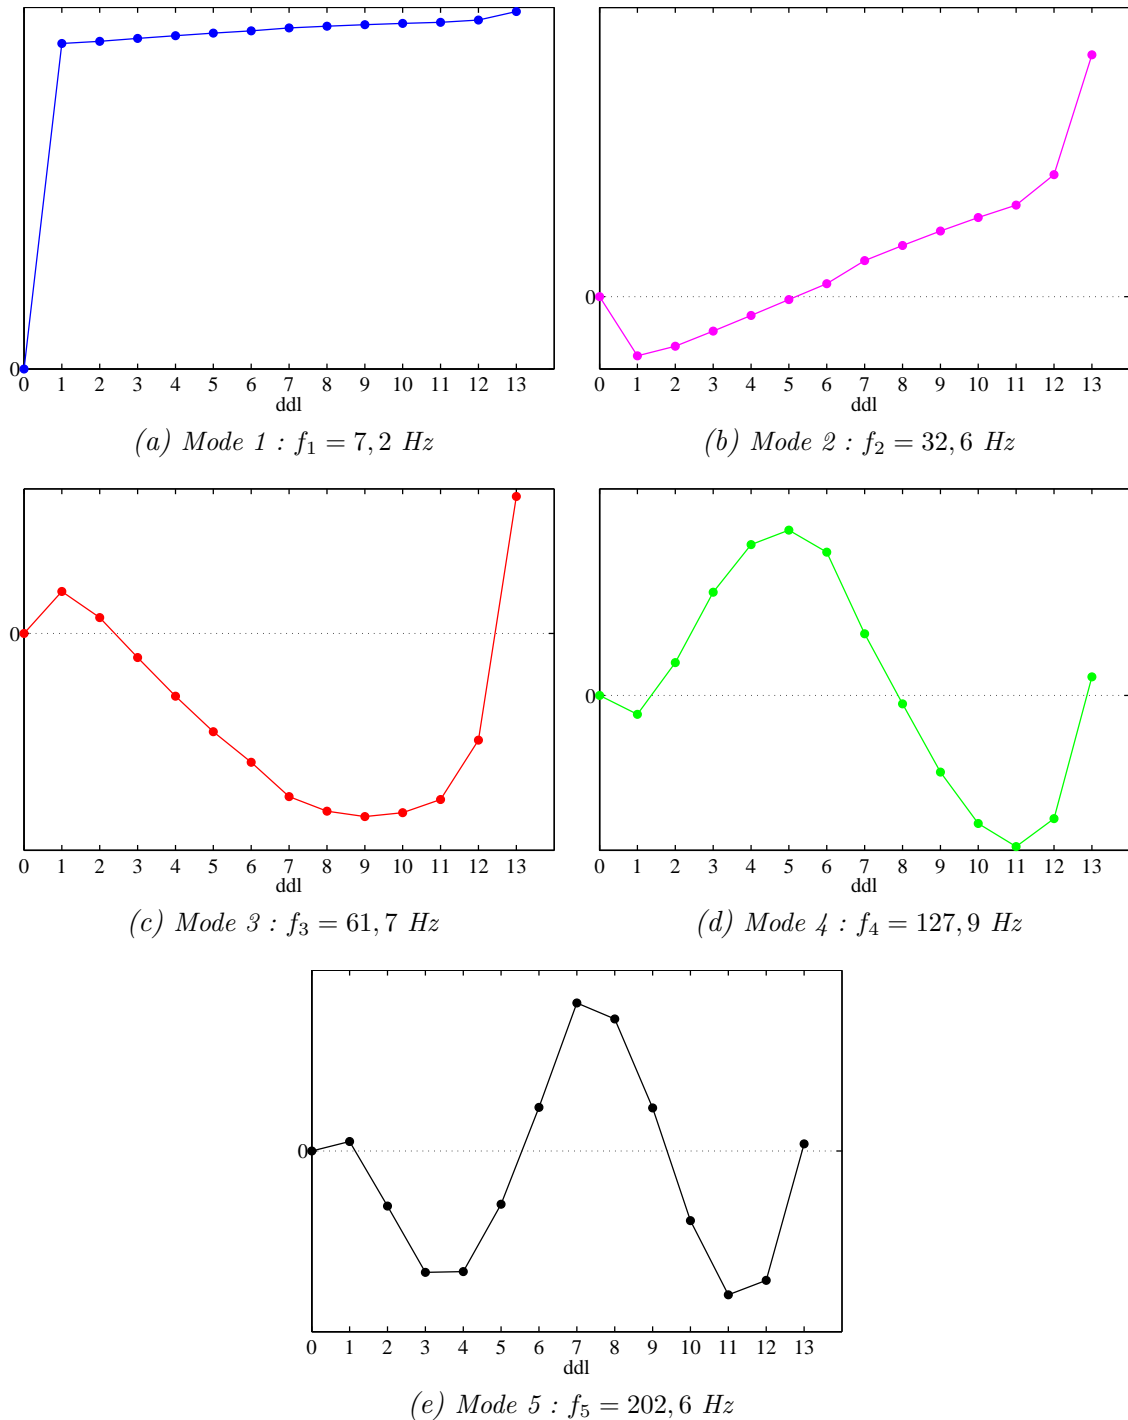 0
0 1 2 3 4 5 6 7 8 9 10 11 12 13
ddl
(a) Mode 1 : f₁ = 7, 2 Hz
0
0 1 2 3 4 5 6 7 8 9 10 11 12 13
ddl
(b) Mode 2 : f₂ = 32, 6 Hz
0
0 1 2 3 4 5 6 7 8 9 10 11 12 13
ddl
(c) Mode 3 : f₃ = 61, 7 Hz
0
0 1 2 3 4 5 6 7 8 9 10 11 12 13
ddl
(d) Mode 4 : f₄ = 127, 9 Hz
0
0 1 2 3 4 5 6 7 8 9 10 11 12 13
ddl
(e) Mode 5 : f₅ = 202, 6 Hz